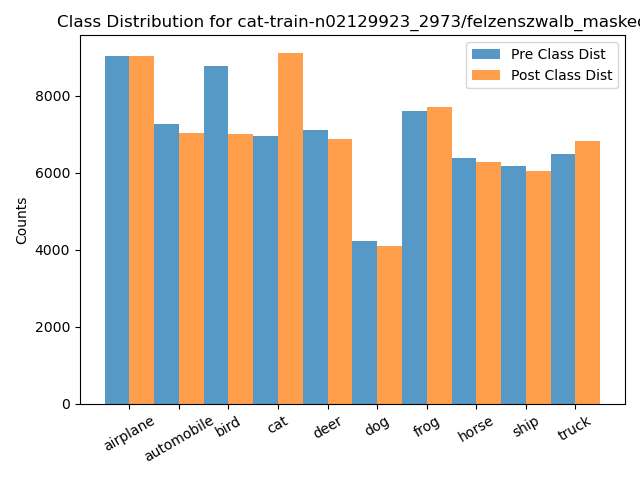 Class Distribution for cat-train-n02129923_2973/felzenszwalb_masked
Pre Class Dist
Post Class Dist
Counts
8000
6000
4000
2000
0
airplane
automobile
bird
cat
deer
dog
frog
horse
ship
truck